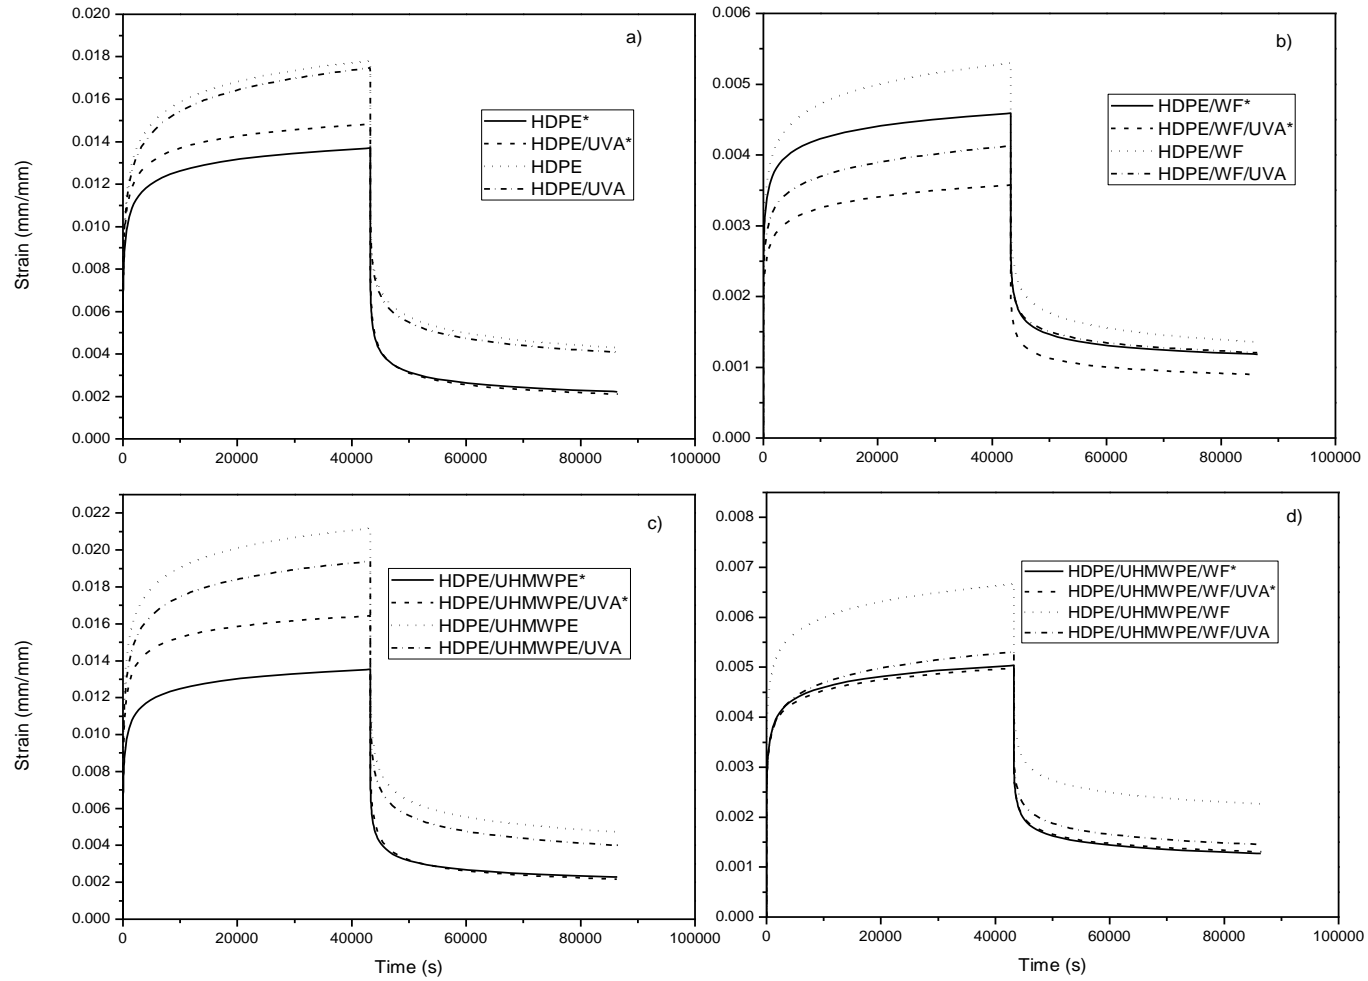 a)
0.020
0.018
0.016
0.014
0.012
0.010
0.008
0.006
0.004
0.002
0.000
Strain (mm/mm)
HDPE*
HDPE/UVA*
HDPE
HDPE/UVA
0 20000 40000 60000 80000 100000
b)
0.006
0.005
0.004
0.003
0.002
0.001
0.000
HDPE/WF*
HDPE/WF/UVA*
HDPE/WF
HDPE/WF/UVA
0 20000 40000 60000 80000 100000
c)
0.022
0.020
0.018
0.016
0.014
0.012
0.010
0.008
0.006
0.004
0.002
0.000
Strain (mm/mm)
HDPE/UHMWPE*
HDPE/UHMWPE/UVA*
HDPE/UHMWPE
HDPE/UHMWPE/UVA
0 20000 40000 60000 80000 100000
Time (s)
d)
0.008
0.007
0.006
0.005
0.004
0.003
0.002
0.001
0.000
HDPE/UHMWPE/WF*
HDPE/UHMWPE/WF/UVA*
HDPE/UHMWPE/WF
HDPE/UHMWPE/WF/UVA
0 20000 40000 60000 80000 100000
Time (s)